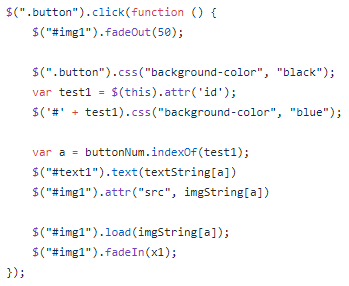 $(".button").click(function () {
$("#img1").fadeOut(50);
$(".button").css("background-color", "black");
var test1 = $(this).attr('id');
$('#' + test1).css("background-color", "blue");
var a = buttonNum.indexOf(test1);
$("#text1").text(textString[a])
$("#img1").attr("src", imgString[a])
$("#img1").load(imgString[a]);
$("#img1").fadeIn(x1);
});